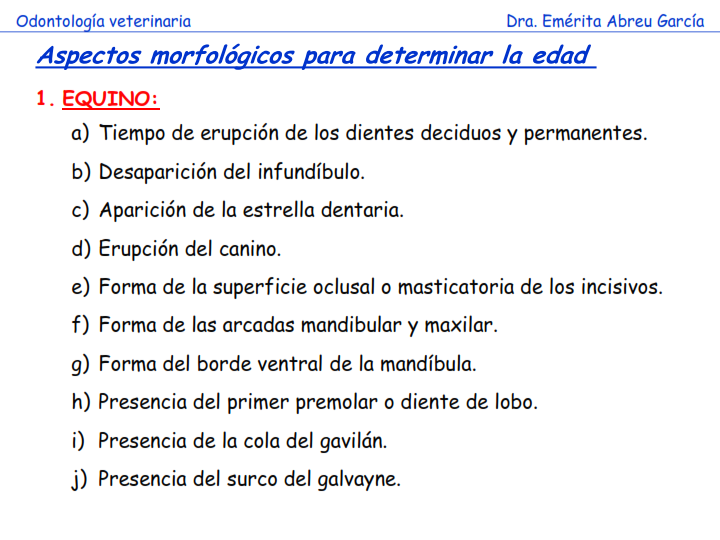 Odontología veterinaria Dra. Emérita Abreu García
Aspectos morfológicos para determinar la edad
1. EQUINO:
a) Tiempo de erupción de los dientes deciduos y permanentes.
b) Desaparición del infundíbulo.
c) Aparición de la estrella dentaria.
d) Erupción del canino.
e) Forma de la superficie oclusal o masticatoria de los incisivos.
f) Forma de las arcadas mandibular y maxilar.
g) Forma del borde ventral de la mandíbula.
h) Presencia del primer premolar o diente de lobo.
i) Presencia de la cola del gavilán.
j) Presencia del surco del galvayne.